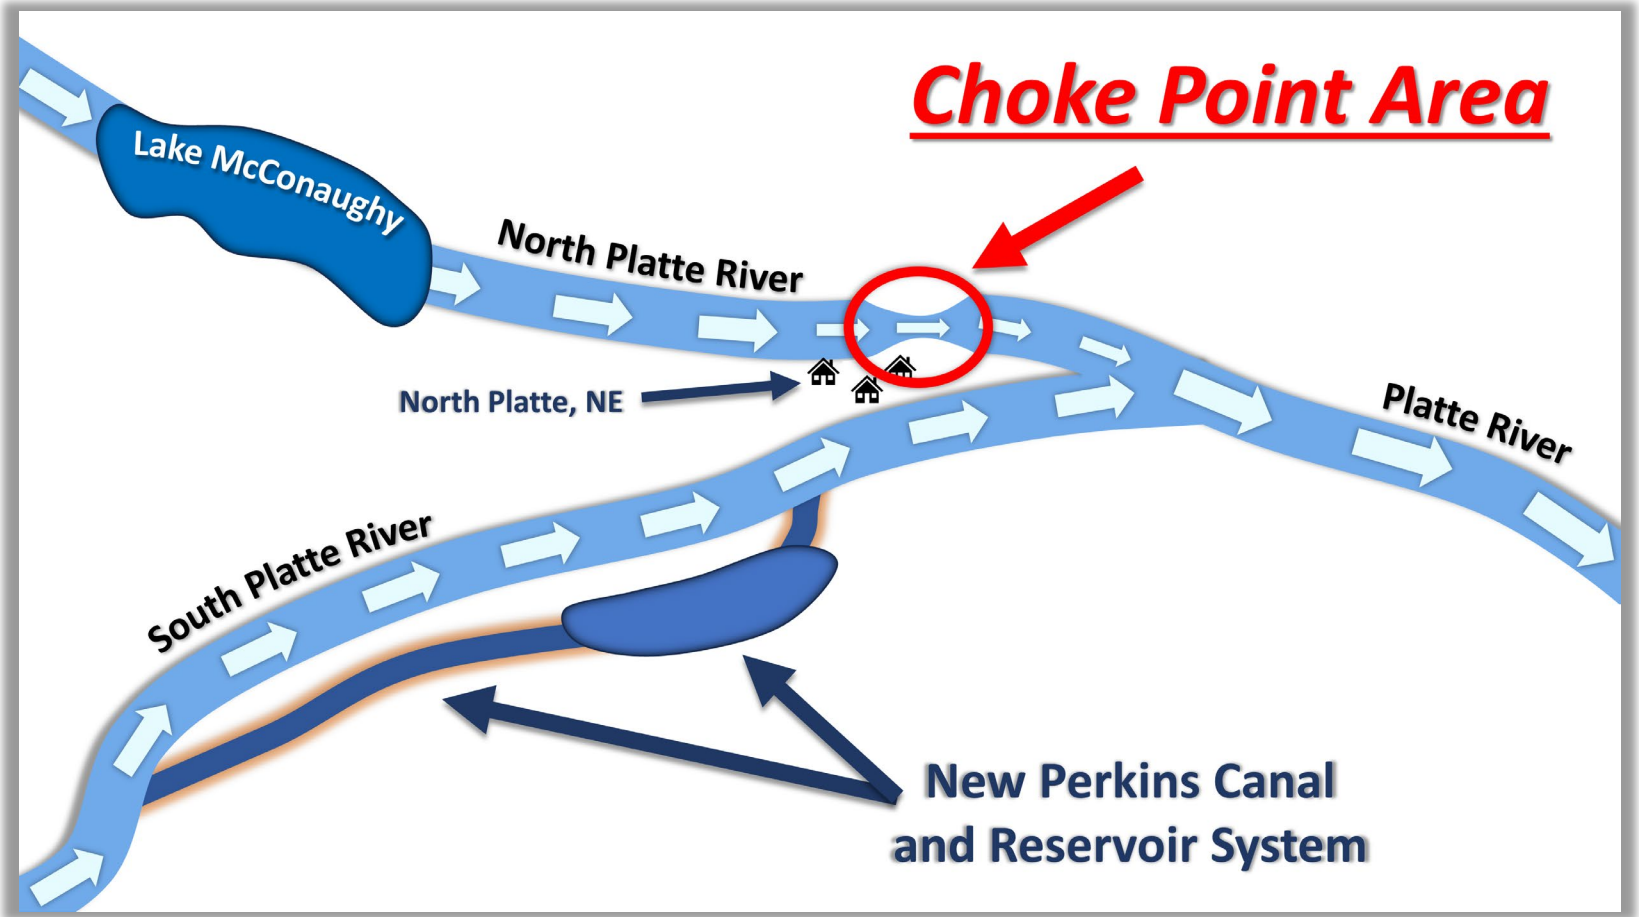 Choke Point Area
Lake McConaughy
North Platte River
North Platte, NE
Platte River
South Platte River
New Perkins Canal
and Reservoir System